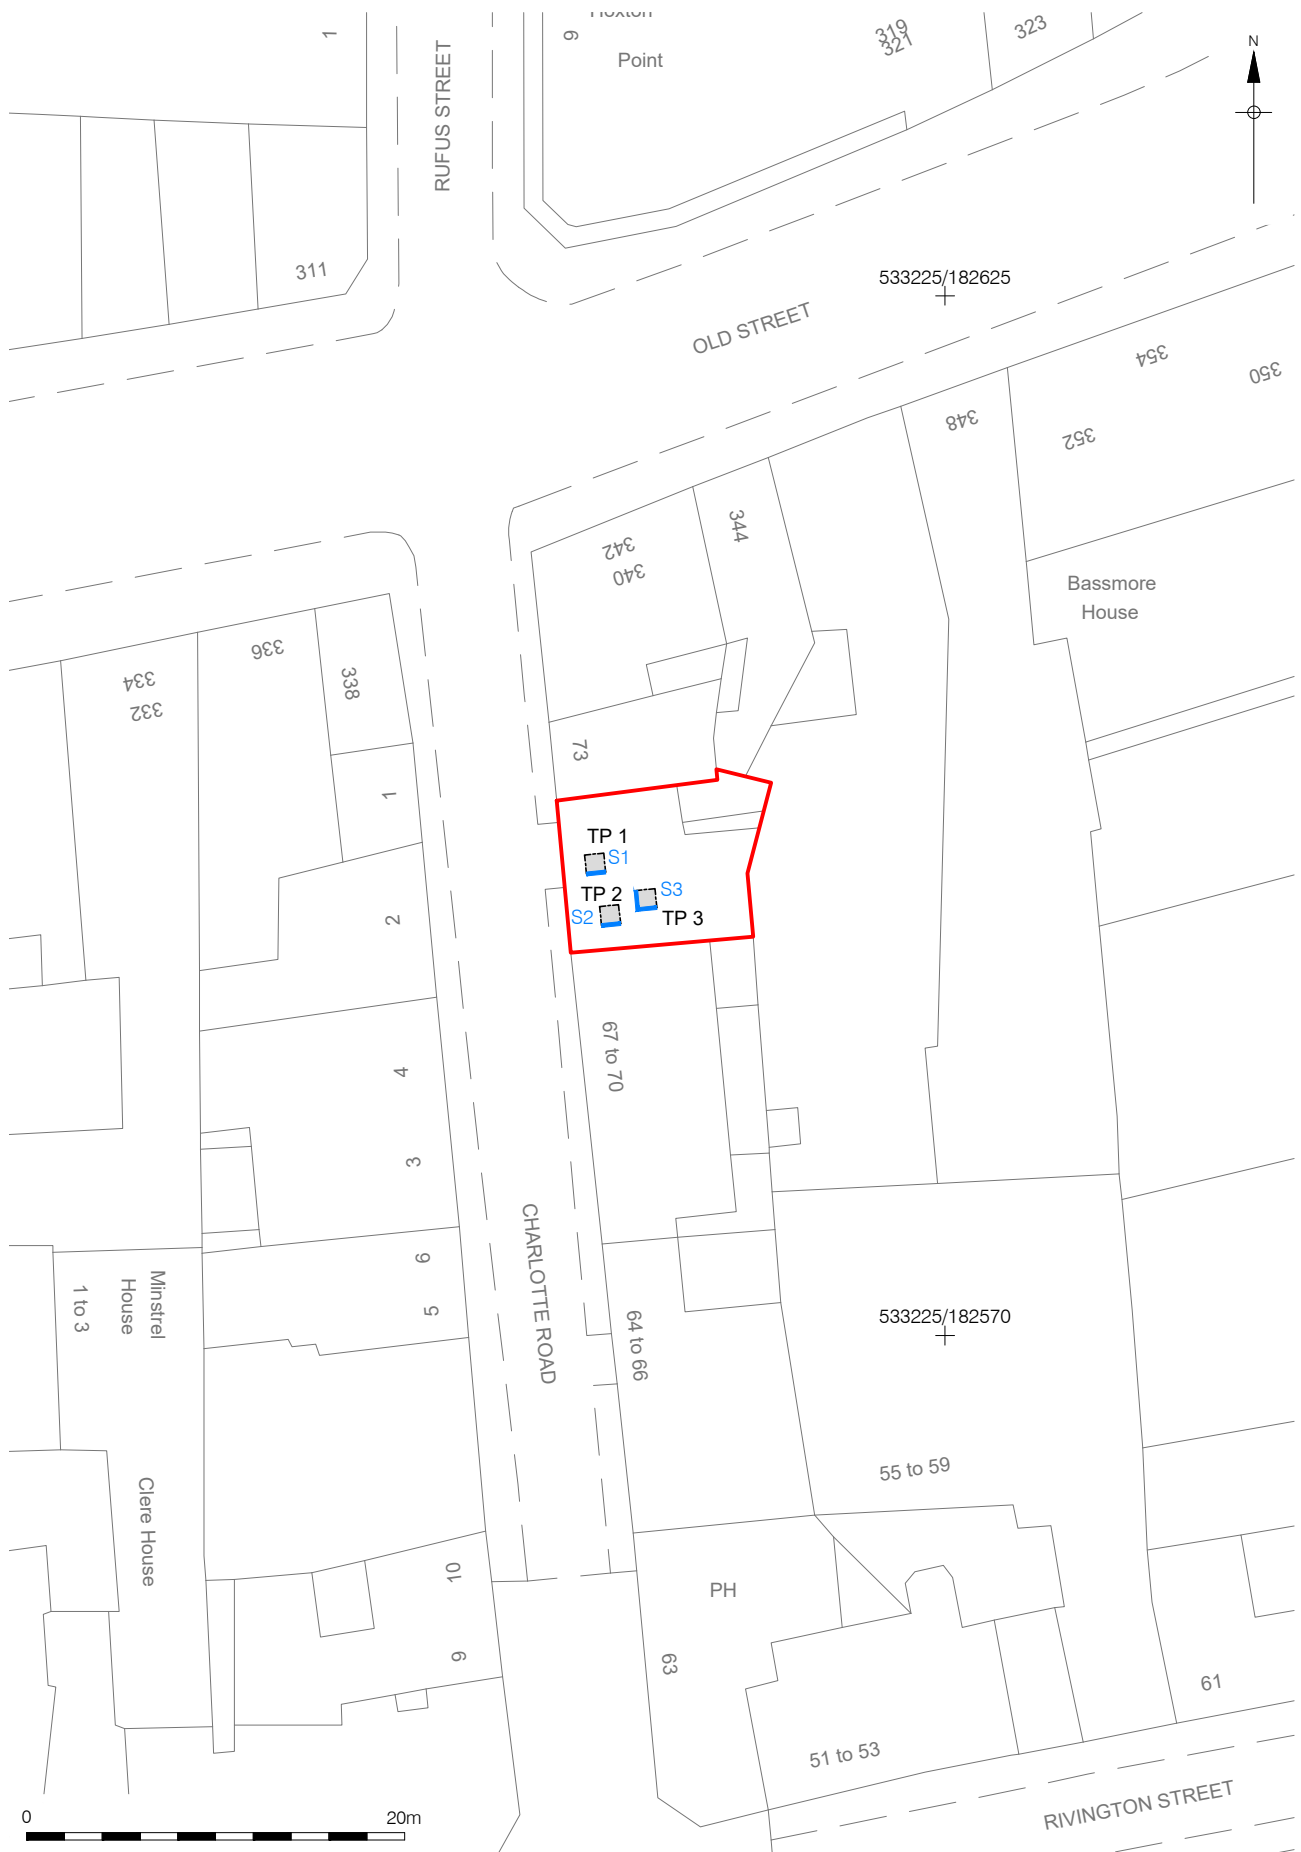 Hoxton
Point
1
9
319
321
323
N
RUFUS STREET
311
533225/182625
OLD STREET
354
350
348
352
344
342
340
Bassmore
House
336
338
334
332
73
1
TP 1
S1
TP 2
S3
S2
TP 3
2
67 to 70
4
3
CHARLOTTE ROAD
6
5
Minstrel
House
1 to 3
64 to 66
533225/182570
55 to 59
Clere House
10
PH
9
63
61
51 to 53
RIVINGTON STREET
0
20m